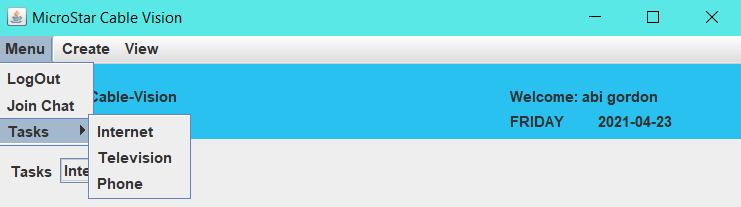 MicroStar Cable Vision
Menu Create View
LogOut
Join Chat
Cable-Vision
Welcome: abi gordon
FRIDAY 2021-04-23
Tasks
Internet
Television
Phone
Tasks